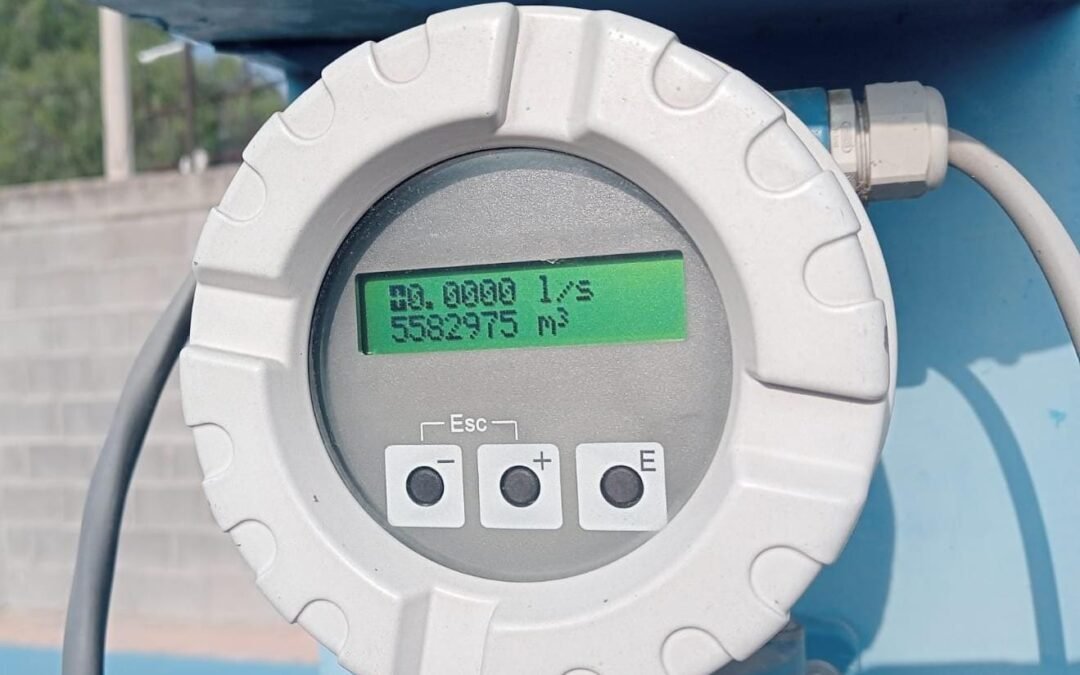 0.0000 l/s
5582975 m³
Esc
- + E